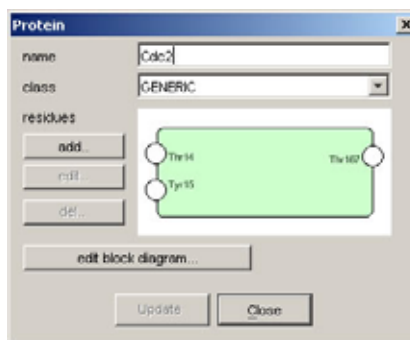 Protein
name Cdc2
class GENERIC
residues
add..
edit..
del..
Thr14
Tyr15
Thr167
edit block diagram...
Update Close